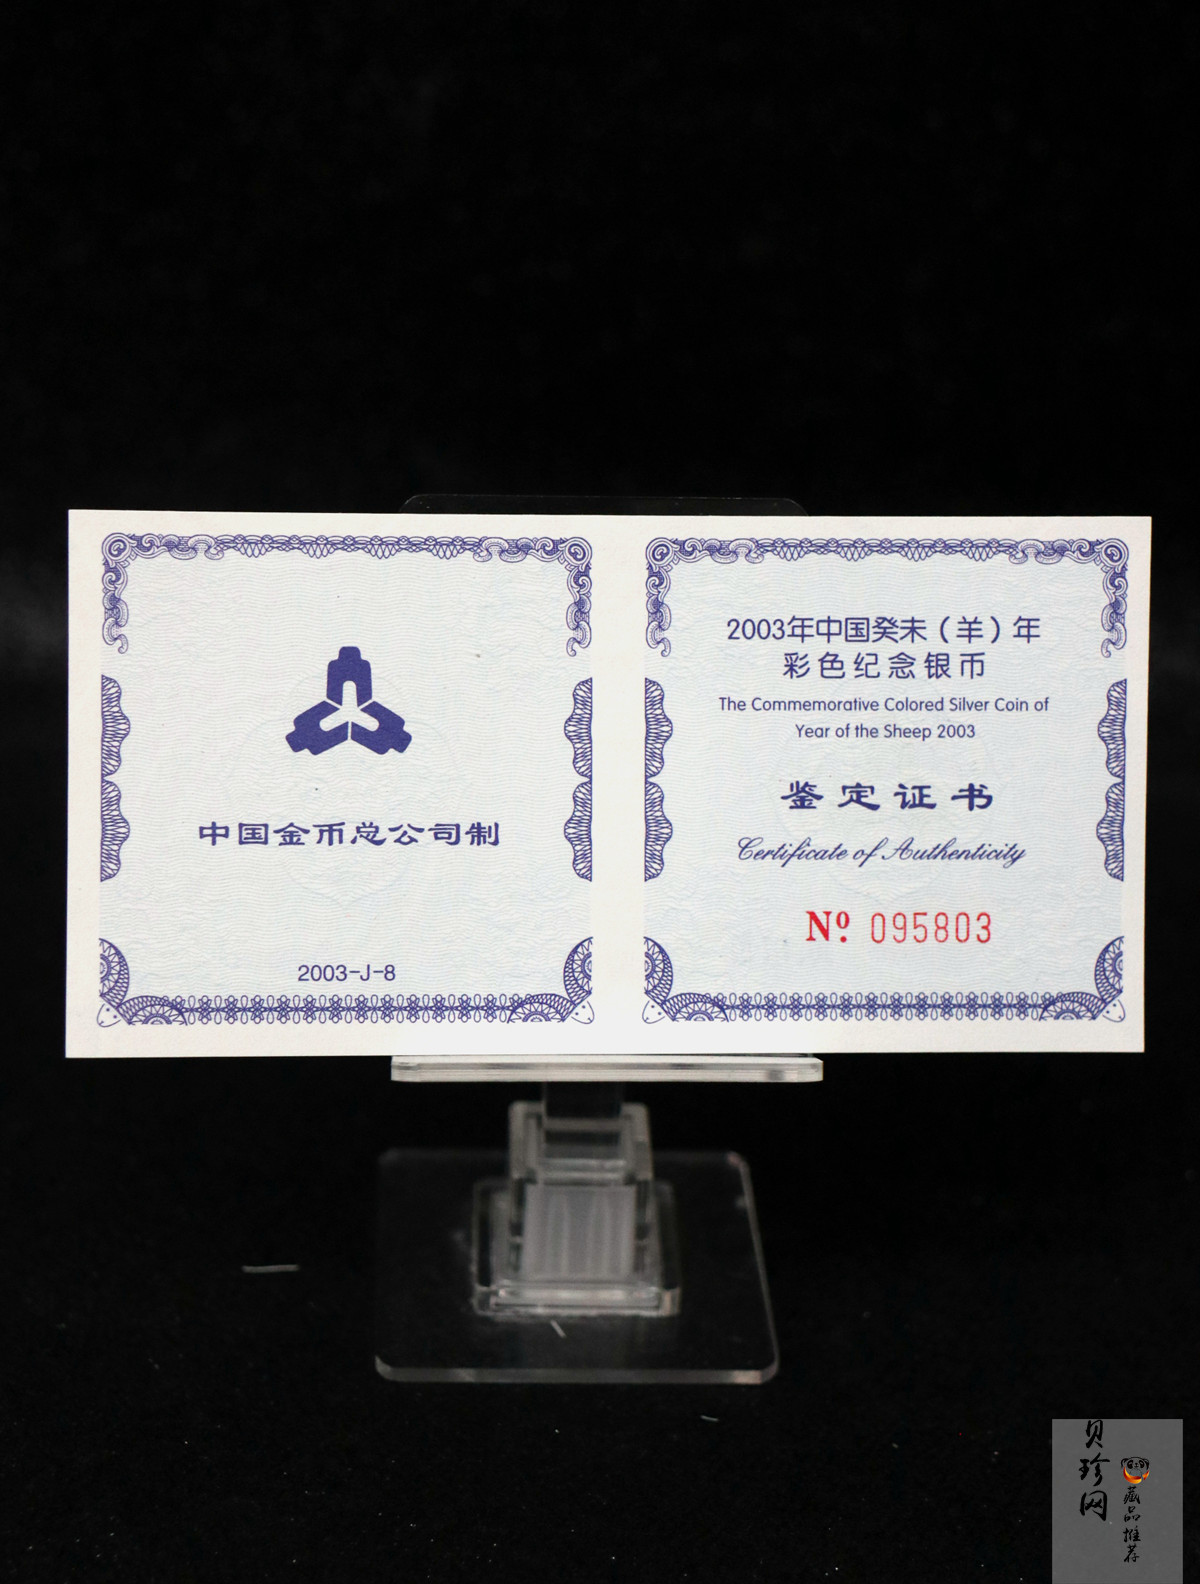 中国金币总公司制
2003-J-8
2003年中国癸未（羊）年
彩色纪念银币
The Commemorative Colored Silver Coin of
Year of the Sheep 2003
鉴定证书
Certificate of Authenticity
Nº. 095803
贝珍网
藏品推荐